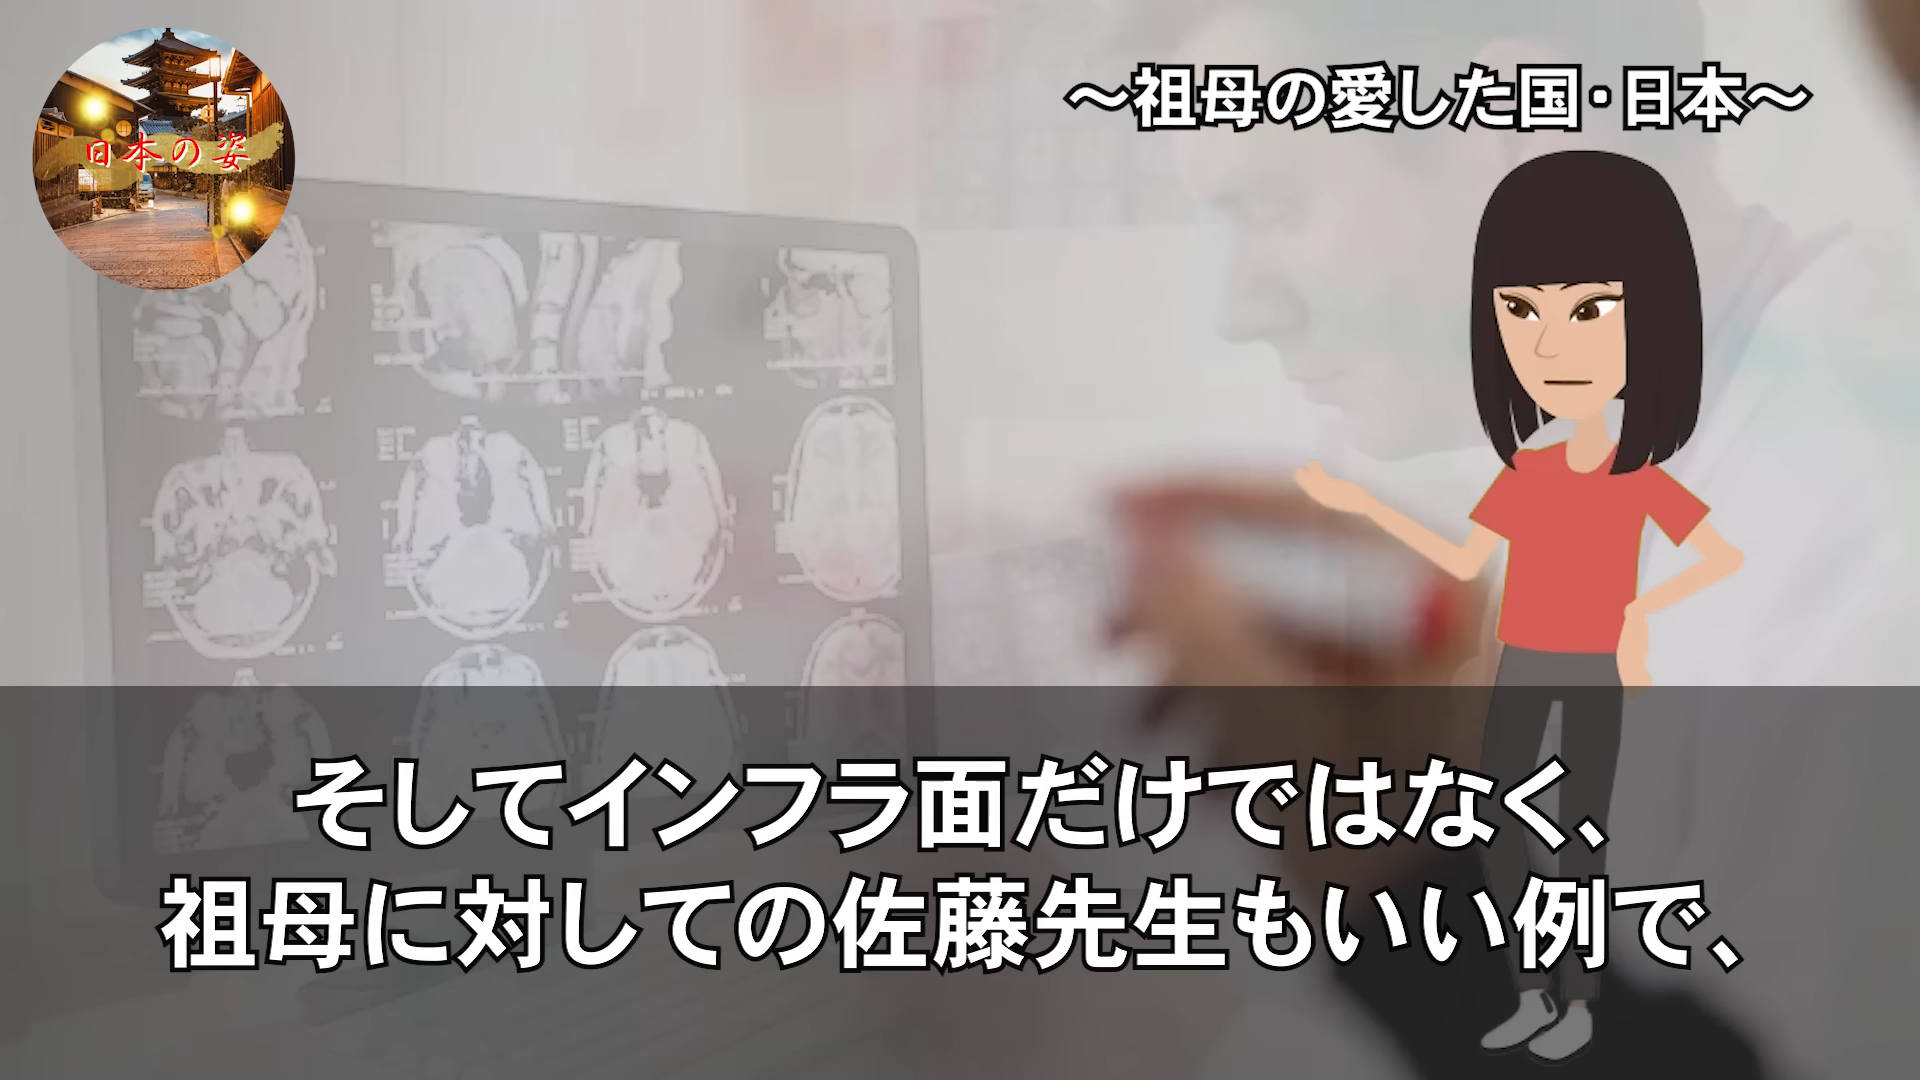 日本の姿
～祖母の愛した国・日本～
そしてインフラ面だけではなく、
祖母に対しての佐藤先生もいい例で、